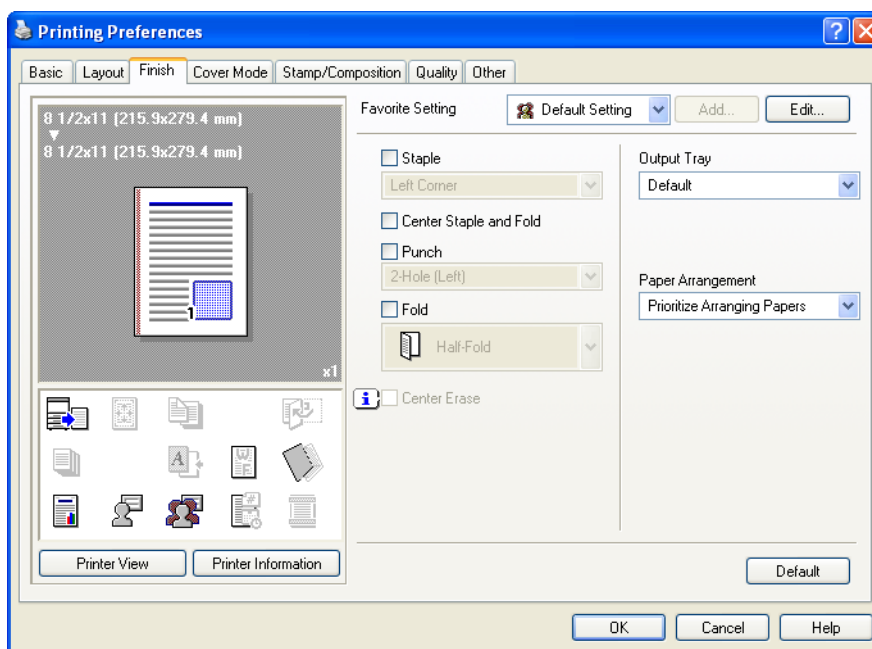 Printing Preferences
Basic Layout Finish Cover Mode Stamp/Composition Quality Other
8 1/2x11 (215.9x279.4 mm)
8 1/2x11 (215.9x279.4 mm)
1
x1
Printer View Printer Information
Favorite Setting Default Setting Add... Edit...
Staple
Left Corner
Center Staple and Fold
Punch
2-Hole (Left)
Fold
Half-Fold
Center Erase
Output Tray
Default
Paper Arrangement
Prioritize Arranging Papers
Default
OK Cancel Help